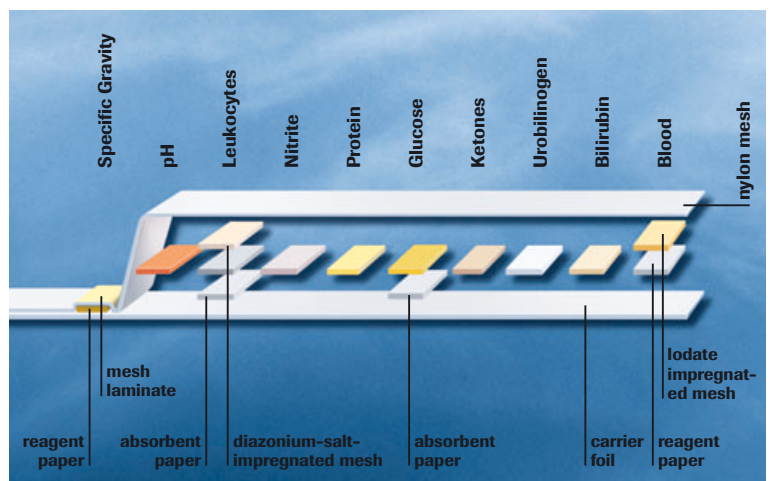 Specific Gravity
pH
Leukocytes
Nitrite
Protein
Glucose
Ketones
Urobilinogen
Bilirubin
Blood
nylon mesh
mesh
laminate
Iodate
impregnat-
ed mesh
reagent
paper
absorbent
paper
diazonium-salt-
impregnated mesh
absorbent
paper
carrier
foil
reagent
paper